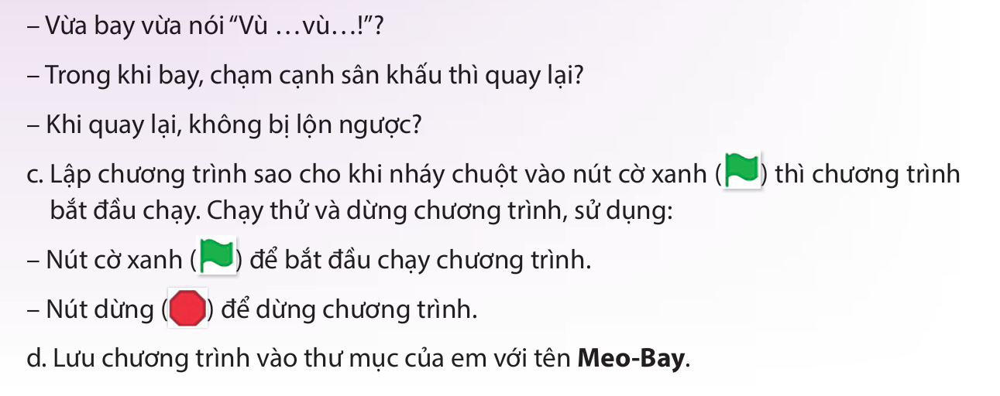 – Vừa bay vừa nói “Vù …vù…!”?
– Trong khi bay, chạm cạnh sân khấu thì quay lại?
– Khi quay lại, không bị lộn ngược?
c. Lập chương trình sao cho khi nháy chuột vào nút cờ xanh () thì chương trình
bắt đầu chạy. Chạy thử và dừng chương trình, sử dụng:
– Nút cờ xanh () để bắt đầu chạy chương trình.
– Nút dừng () để dừng chương trình.
d. Lưu chương trình vào thư mục của em với tên Meo-Bay.